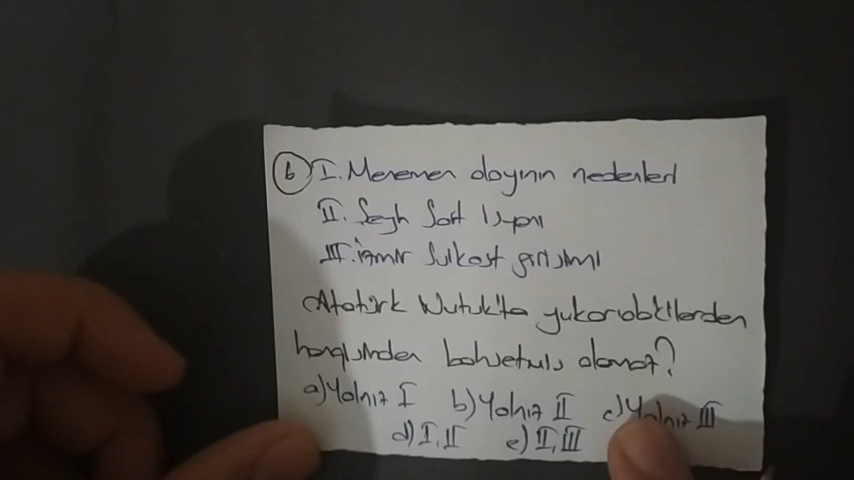 6 I. Menemen olayının nedenleri
II. Şeyh Sait İsyanı
III. İzmir Suikast girişimi
Atatürk Nutuk'ta yukarıdakilerden
hangisinden bahsetmiş olamaz?
a) Yalnız I b) Yalnız II c) Yalnız III
d) I, II e) II, III